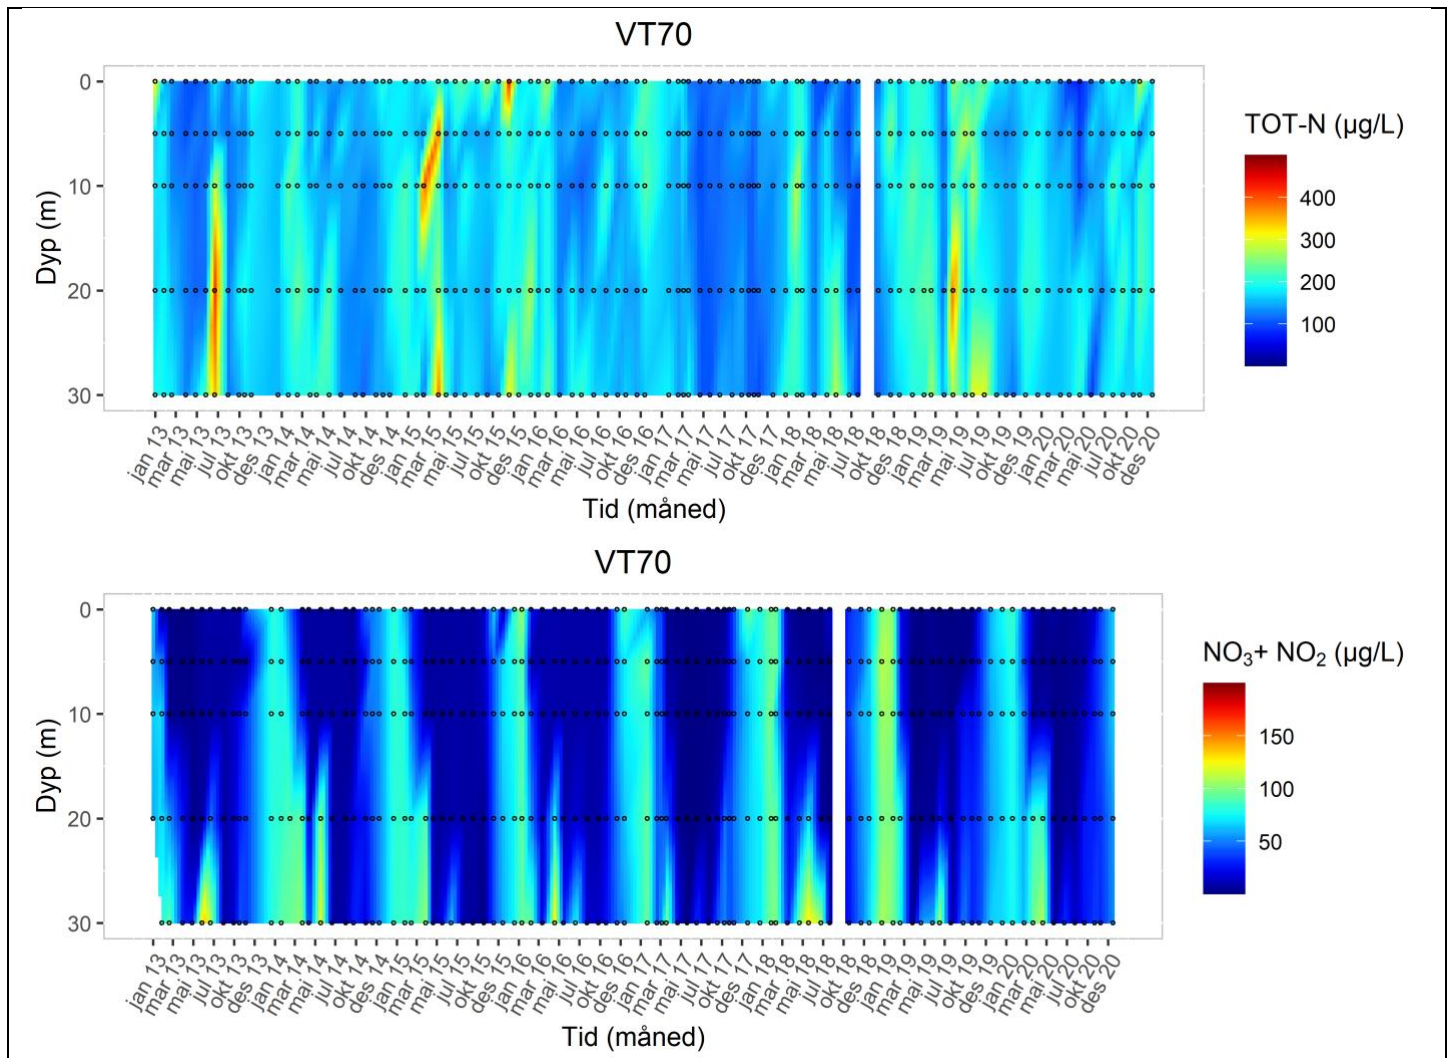 VT70
0
10
20
30
Dyp (m)
jan 13
mar 13
mai 13
jul 13
okt 13
des 13
jan 14
mar 14
mai 14
jul 14
okt 14
des 14
jan 15
mar 15
mai 15
jul 15
okt 15
des 15
jan 16
mar 16
mai 16
jul 16
okt 16
des 16
jan 17
mar 17
mai 17
jul 17
okt 17
des 17
jan 18
mar 18
mai 18
jul 18
okt 18
des 18
jan 19
mar 19
mai 19
jul 19
okt 19
des 19
jan 20
mar 20
mai 20
jul 20
okt 20
des 20
Tid (måned)
TOT-N (µg/L)
400
300
200
100
VT70
0
10
20
30
Dyp (m)
jan 13
mar 13
mai 13
jul 13
okt 13
des 13
jan 14
mar 14
mai 14
jul 14
okt 14
des 14
jan 15
mar 15
mai 15
jul 15
okt 15
des 15
jan 16
mar 16
mai 16
jul 16
okt 16
des 16
jan 17
mar 17
mai 17
jul 17
okt 17
des 17
jan 18
mar 18
mai 18
jul 18
okt 18
des 18
jan 19
mar 19
maj 19
jul 19
okt 19
des 19
jan 20
mar 20
mai 20
jul 20
okt 20
des 20
Tid (måned)
NO₃+ NO₂ (µg/L)
150
100
50